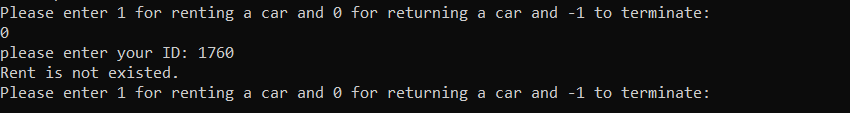 Please enter 1 for renting a car and 0 for returning a car and -1 to terminate:
0
please enter your ID: 1760
Rent is not existed.
Please enter 1 for renting a car and 0 for returning a car and -1 to terminate: